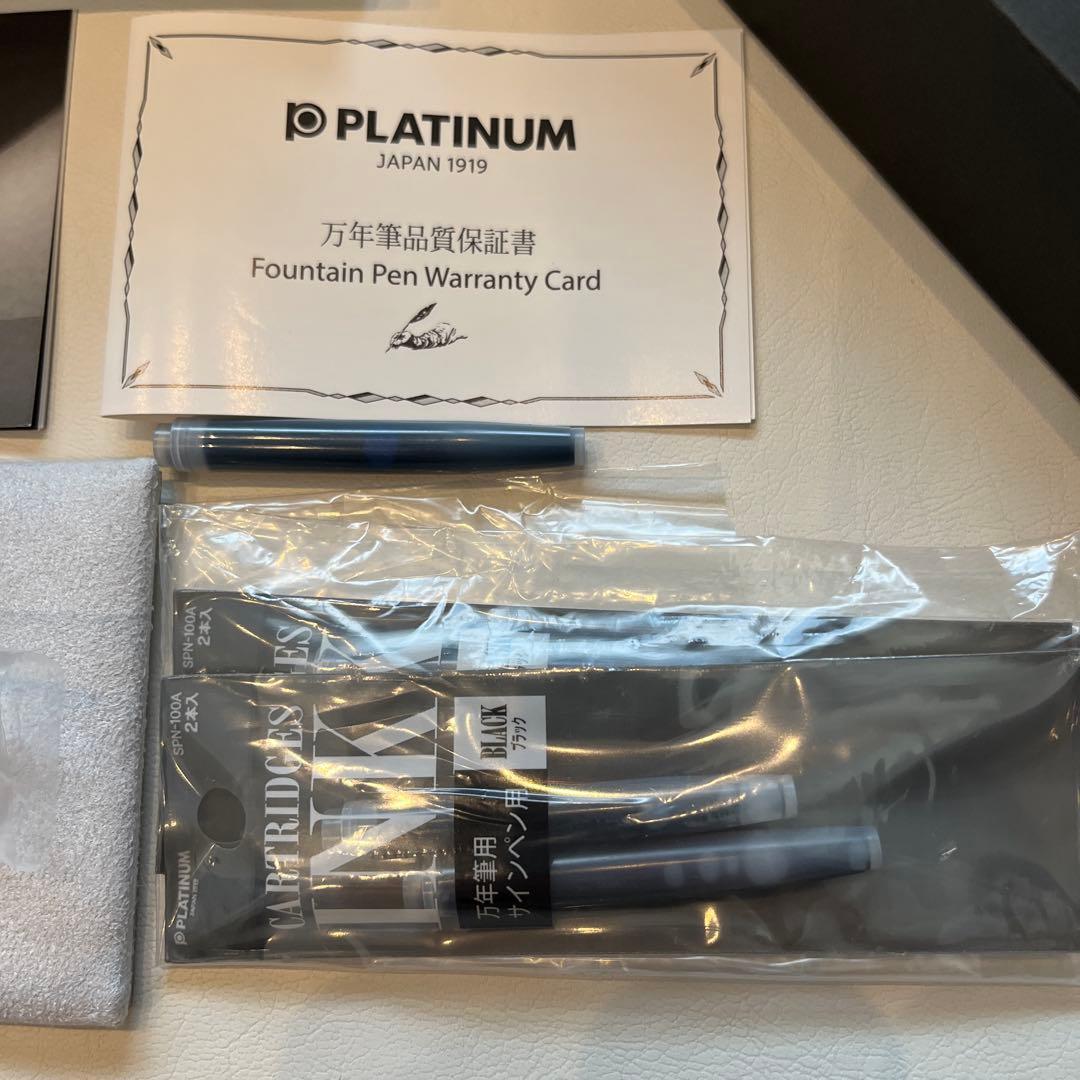 PLATINUM
JAPAN 1919
万年筆品質保証書
Fountain Pen Warranty Card
SPN-100A
2本入
SPN-100A
2本入
CARTRIDGES
INK
BLACK
ブラック
万年筆用
サインペン用
PLATINUM
JAPAN 1919